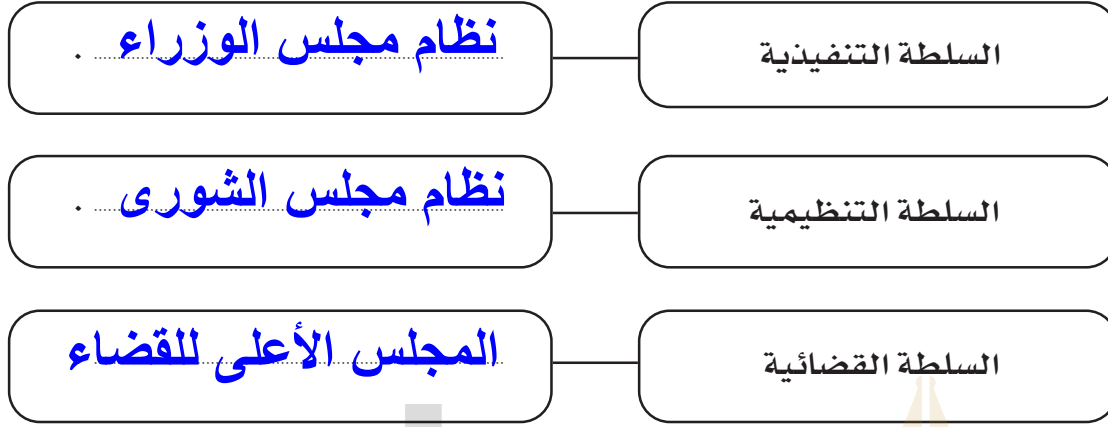 السلطة التنفيذية
نظام مجلس الوزراء .
السلطة التنظيمية
نظام مجلس الشورى .
السلطة القضائية
المجلس الأعلى للقضاء